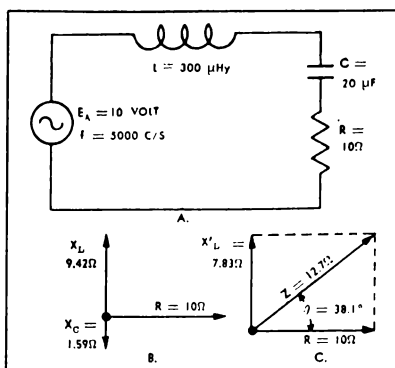 L = 300 µHy
C =
20 µF
E_A = 10 VOLT
f = 5000 C/S
R =
10Ω
A.
X_L
9.42Ω
R = 10Ω
X_C =
1.59Ω
B.
X'_L =
7.83Ω
Z = 12.7Ω
= 38.1°
R = 10Ω
C.